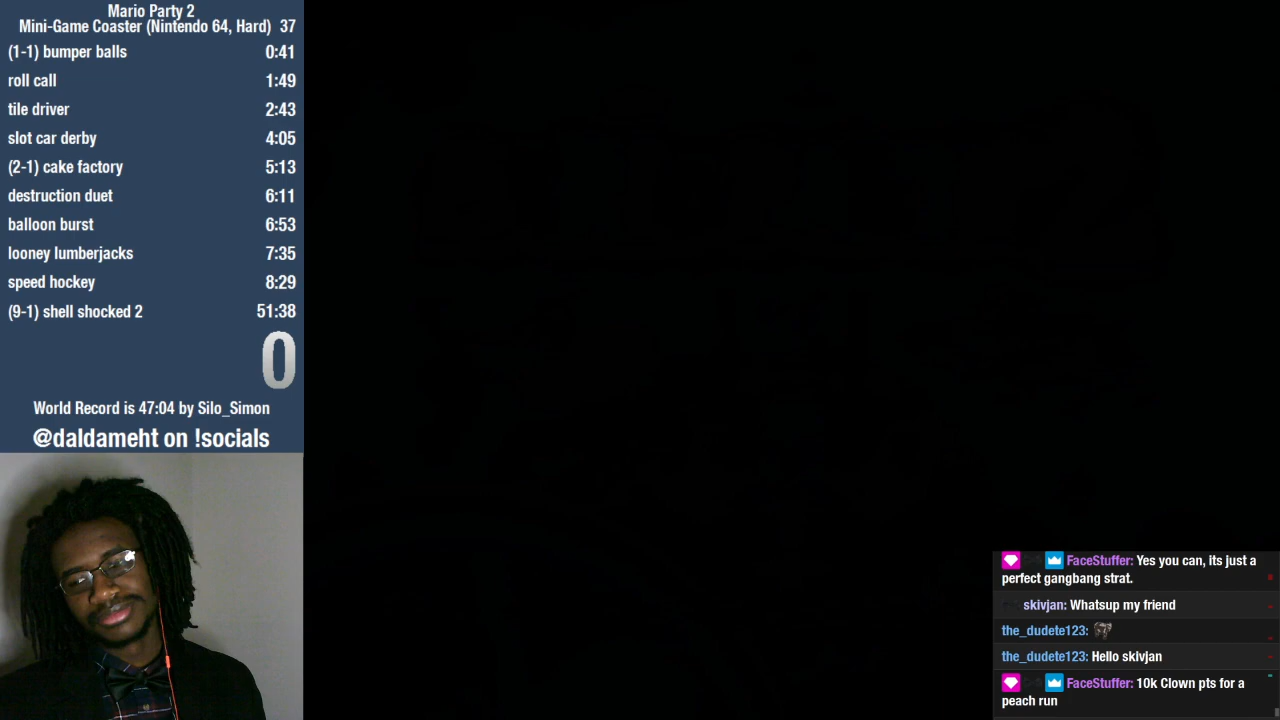 Mario Party 2
Mini-Game Coaster (Nintendo 64, Hard) 37
(1-1) bumper balls 0:41
roll call 1:49
tile driver 2:43
slot car derby 4:05
(2-1) cake factory 5:13
destruction duet 6:11
balloon burst 6:53
looney lumberjacks 7:35
speed hockey 8:29
(9-1) shell shocked 2 51:38
0
World Record is 47:04 by Silo_Simon
@daldameht on !socials
FaceStuffer: Yes you can, its just a
perfect gangbang strat.
skivjan: Whatsup my friend
the_dudete123:
the_dudete123: Hello skivjan
FaceStuffer: 10k Clown pts for a
peach run